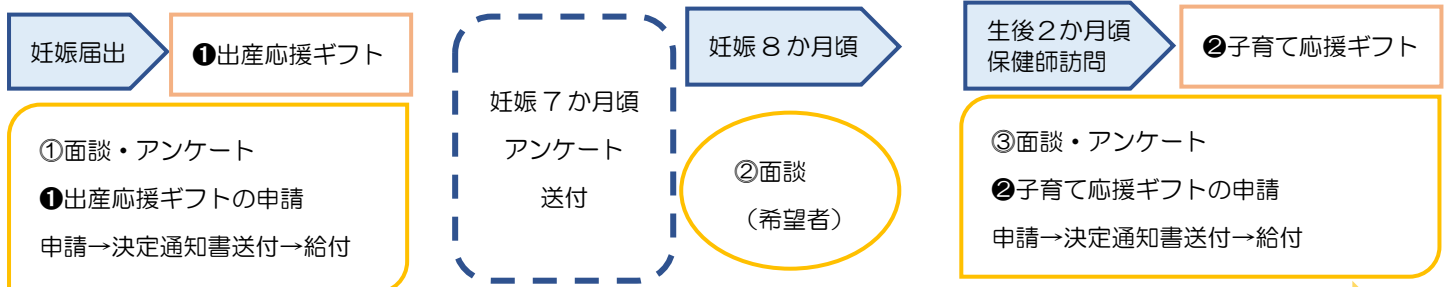 妊娠届出
❶出産応援ギフト
①面談・アンケート
❶出産応援ギフトの申請
申請→決定通知書送付→給付
妊娠７か月頃
アンケート
送付
妊娠８か月頃
②面談
（希望者）
生後２か月頃
保健師訪問
❷子育て応援ギフト
③面談・アンケート
❷子育て応援ギフトの申請
申請→決定通知書送付→給付